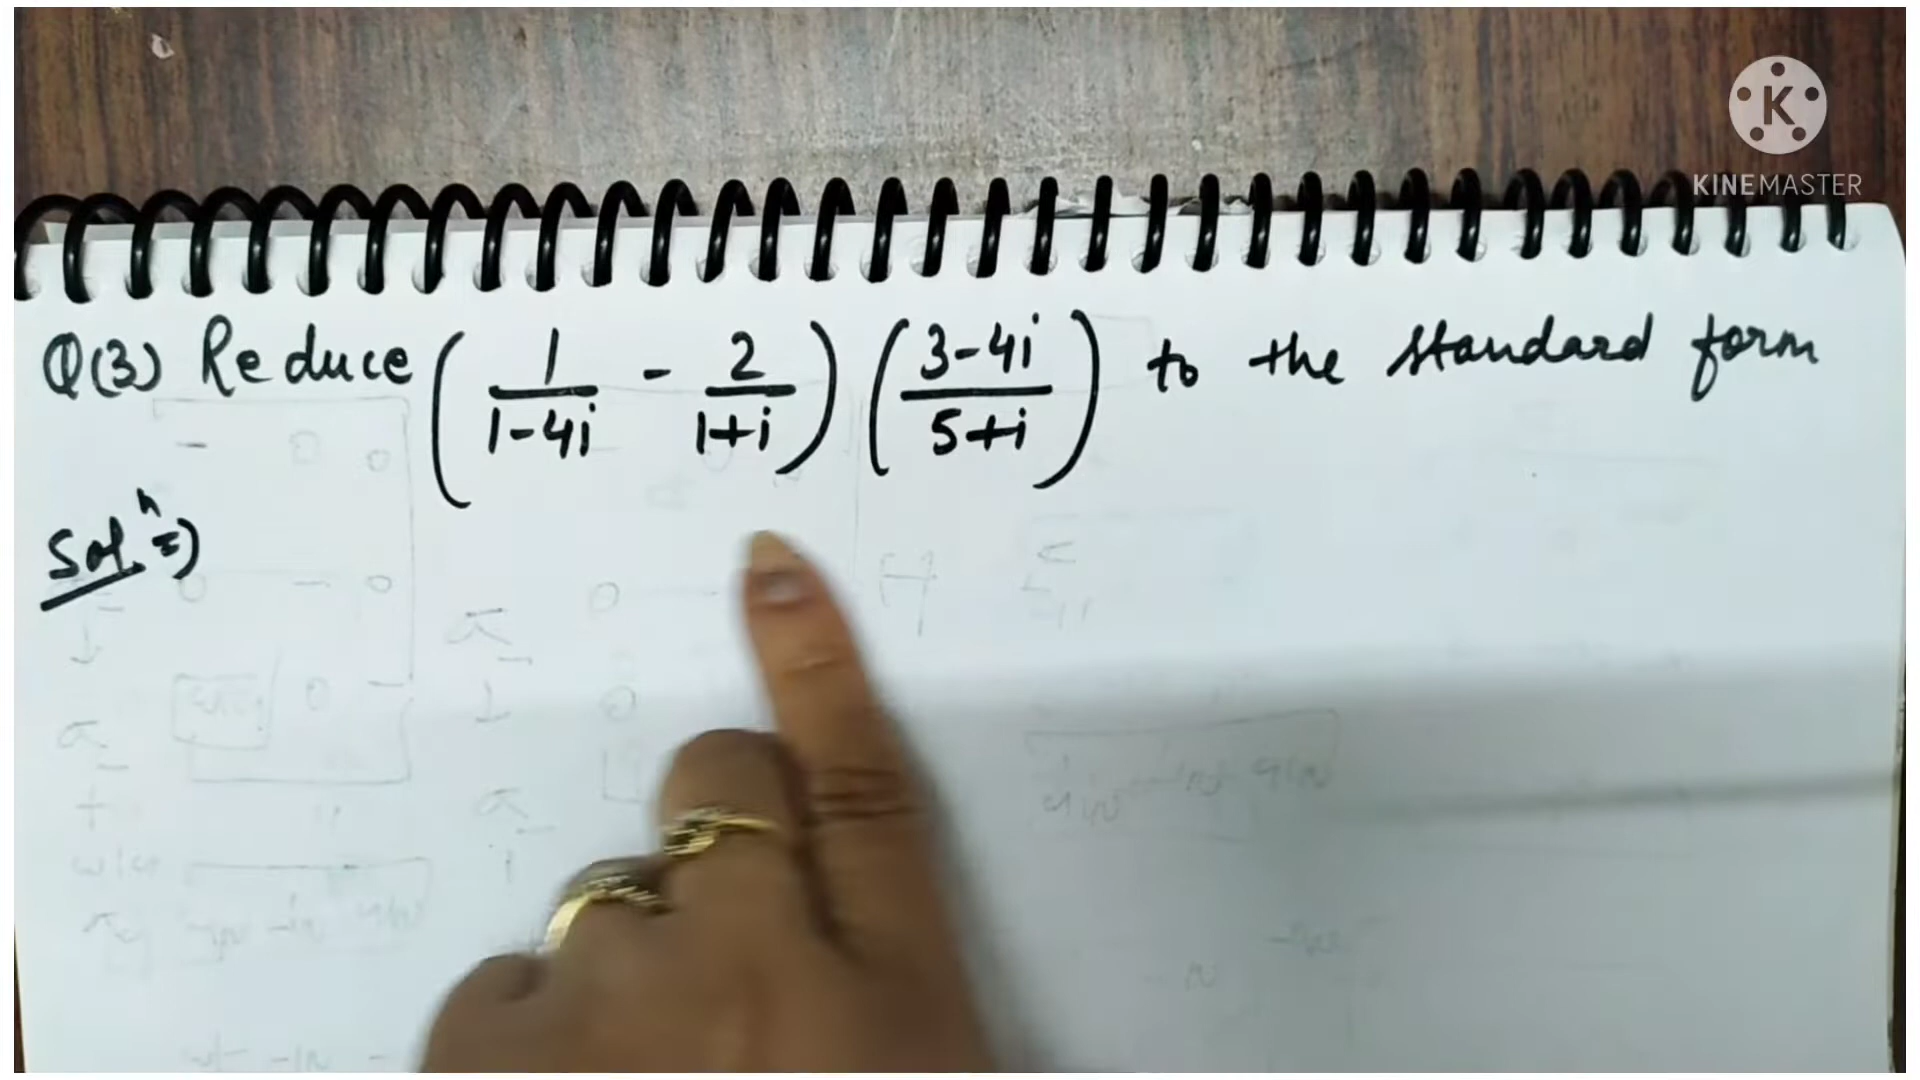 K
KINEMASTER
Q(3) Reduce (1/(1-4i) - 2/(1+i)) ((3-4i)/(5+i)) to the standard form
Solⁿ ⇒